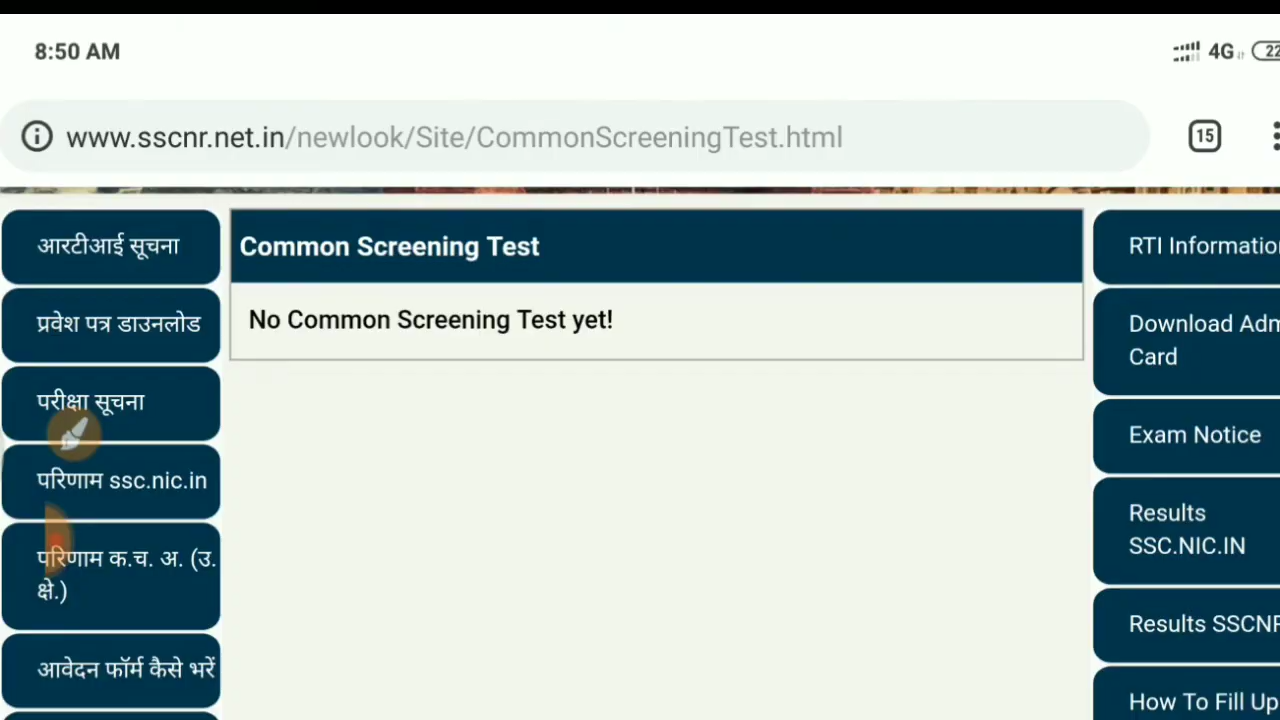 8:50 AM
4G
22
www.sscnr.net.in/newlook/Site/CommonScreeningTest.html
15
आरटीआई सूचना
प्रवेश पत्र डाउनलोड
परीक्षा सूचना
परिणाम ssc.nic.in
परिणाम क.च. अ. (उ.
क्षे.)
आवेदन फॉर्म कैसे भरें
Common Screening Test
No Common Screening Test yet!
RTI Informatio
Download Adm
Card
Exam Notice
Results
SSC.NIC.IN
Results SSCNR
How To Fill Up